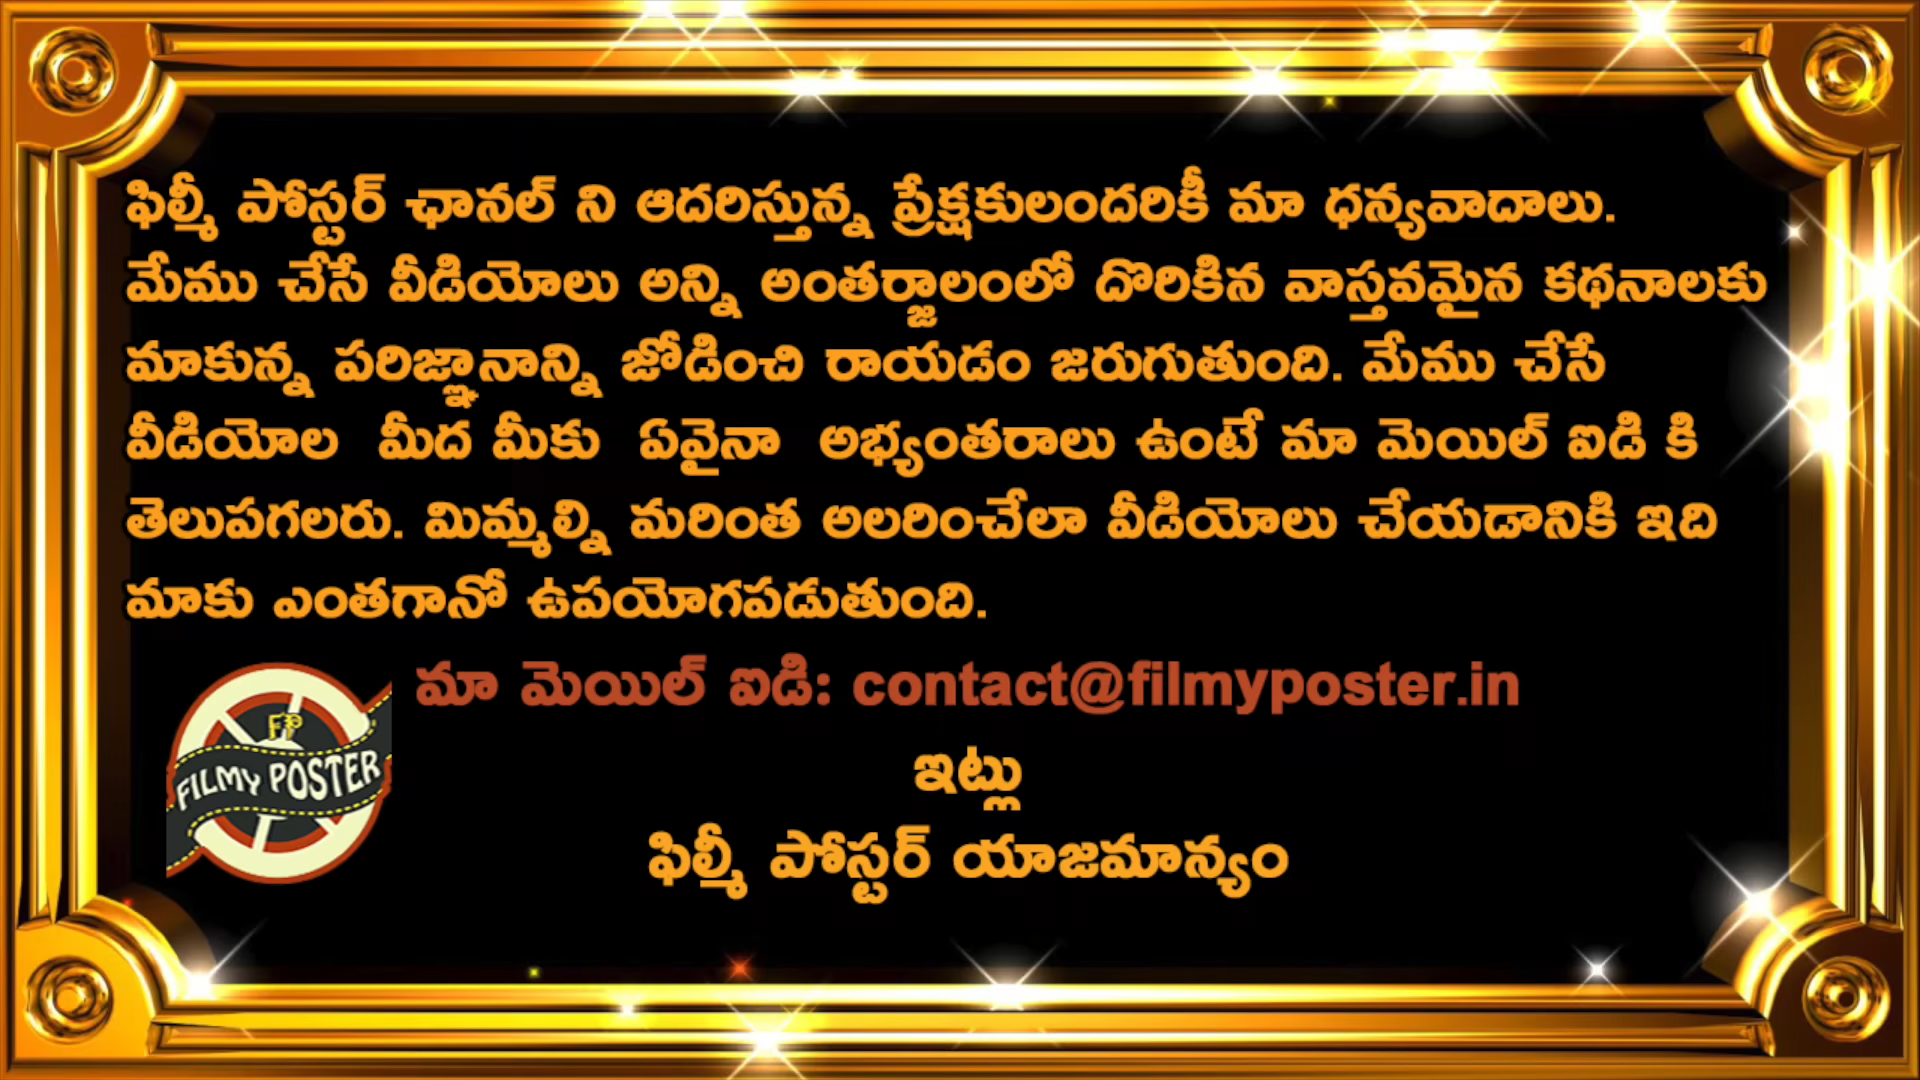 ఫిల్మీ పోస్టర్ ఛానల్ ని ఆదరిస్తున్న ప్రేక్షకులందరికీ మా ధన్యవాదాలు.
మేము చేసే వీడియోలు అన్ని అంతర్జాలంలో దొరికిన వాస్తవమైన కథనాలకు
మాకున్న పరిజ్ఞానాన్ని జోడించి రాయడం జరుగుతుంది. మేము చేసే
వీడియోల మీద మీకు ఏవైనా అభ్యంతరాలు ఉంటే మా మెయిల్ ఐడి కి
తెలుపగలరు. మిమ్మల్ని మరింత అలరించేలా వీడియోలు చేయడానికి ఇది
మాకు ఎంతగానో ఉపయోగపడుతుంది.
మా మెయిల్ ఐడి: contact@filmyposter.in
FP
FILMY POSTER
ఇట్లు
ఫిల్మీ పోస్టర్ యాజమాన్యం